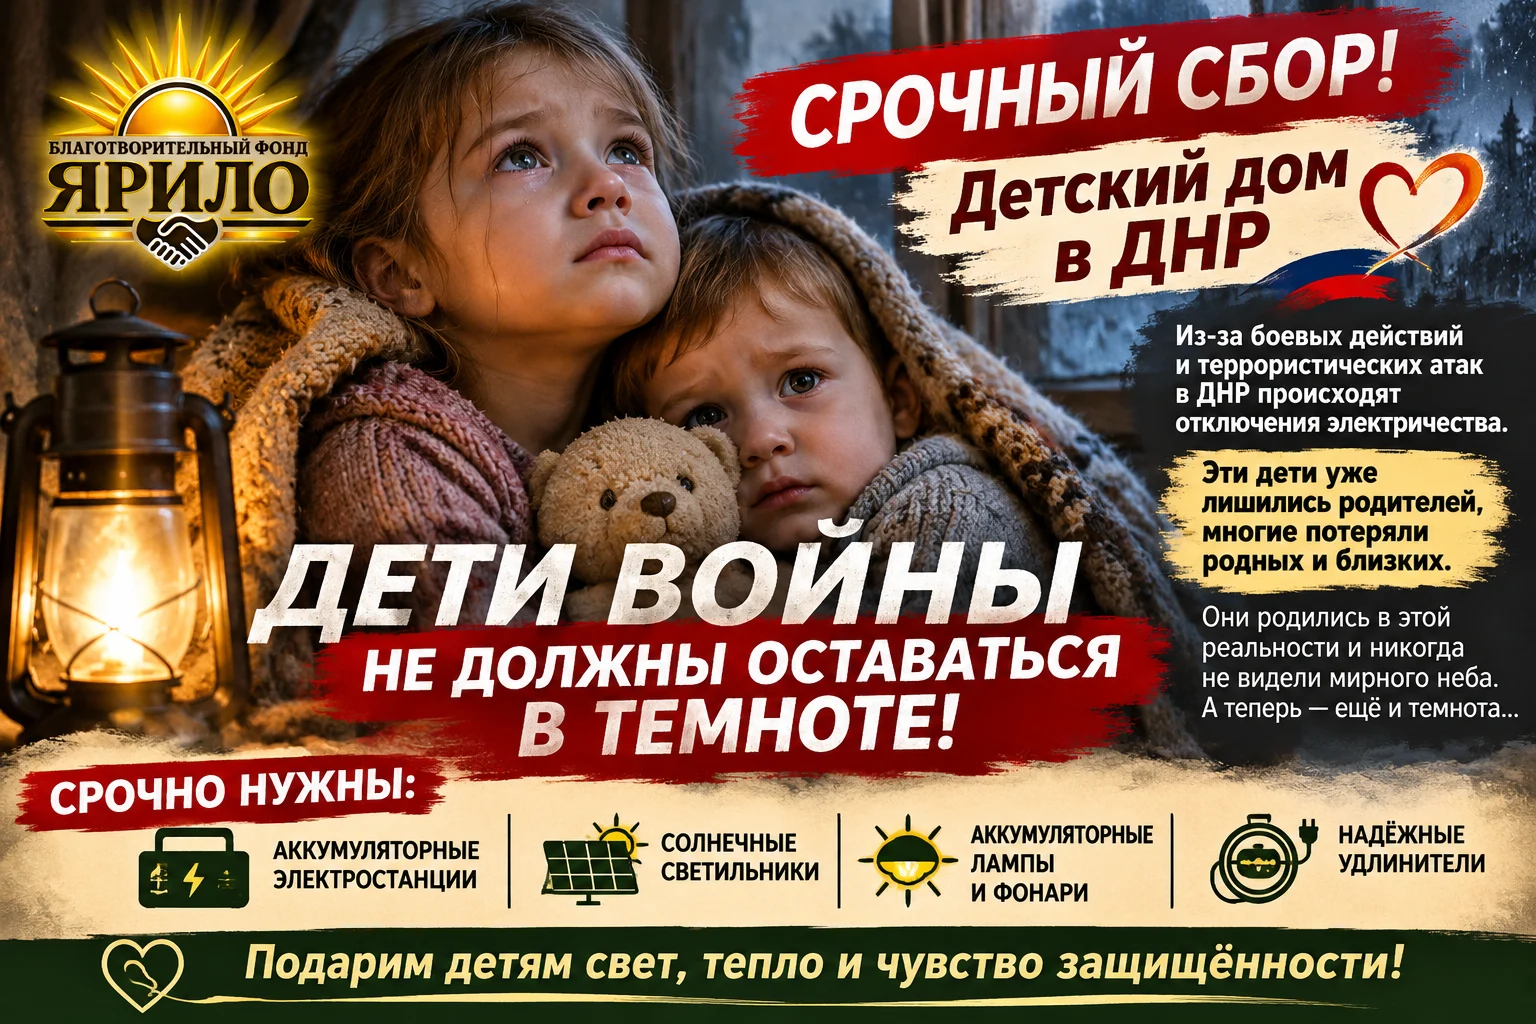 БЛАГОТВОРИТЕЛЬНЫЙ ФОНД
ЯРИЛО
СРОЧНЫЙ СБОР!
Детский дом
в ДНР
Из-за боевых действий
и террористических атак
в ДНР происходят
отключения электричества.
Эти дети уже
лишились родителей,
многие потеряли
родных и близких.
Они родились в этой
реальности и никогда
не видели мирного неба.
А теперь — ещё и темнота...
ДЕТИ ВОЙНЫ
НЕ ДОЛЖНЫ ОСТАВАТЬСЯ
В ТЕМНОТЕ!
СРОЧНО НУЖНЫ:
АККУМУЛЯТОРНЫЕ
ЭЛЕКТРОСТАНЦИИ
СОЛНЕЧНЫЕ
СВЕТИЛЬНИКИ
АККУМУЛЯТОРНЫЕ
ЛАМПЫ
И ФОНАРИ
НАДЁЖНЫЕ
УДЛИНИТЕЛИ
Подарим детям свет, тепло и чувство защищённости!